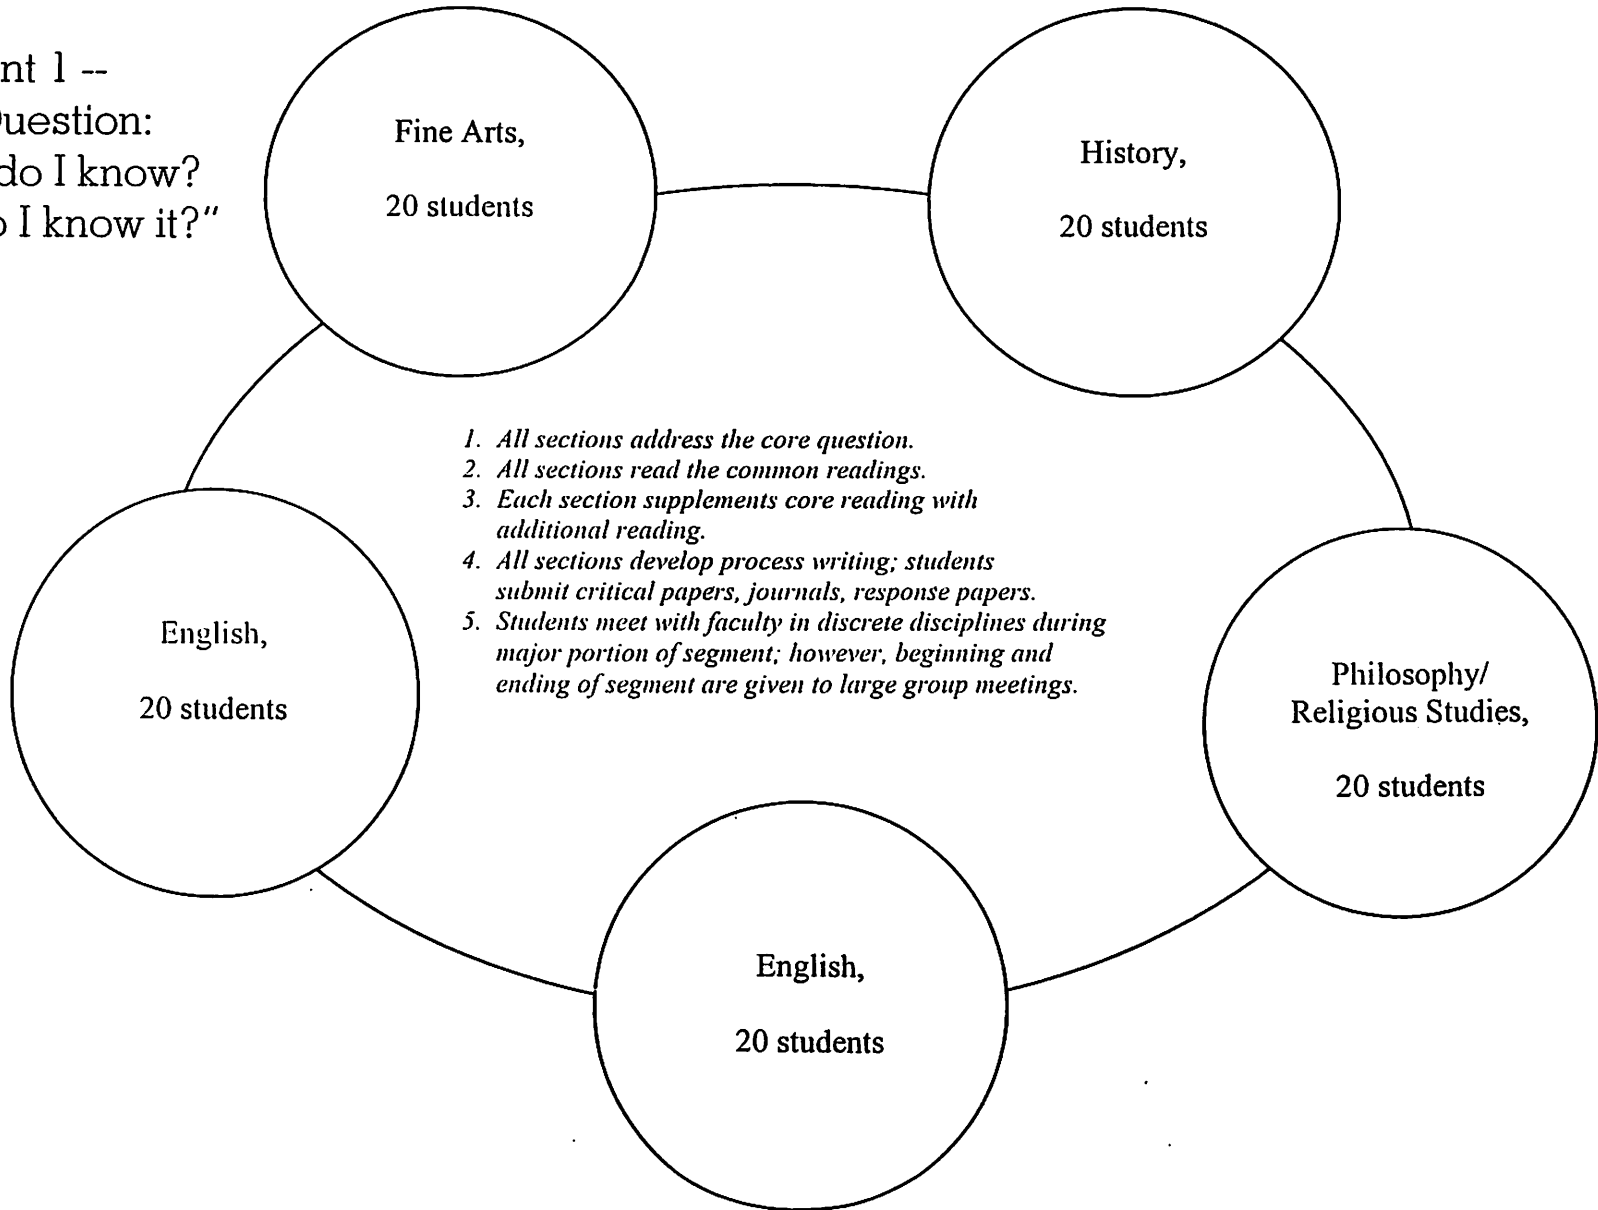 nt 1 --
uestion:
do I know?
I know it?"
Fine Arts,
20 students
History,
20 students
1. All sections address the core question.
2. All sections read the common readings.
3. Each section supplements core reading with
additional reading.
4. All sections develop process writing; students
submit critical papers, journals, response papers.
5. Students meet with faculty in discrete disciplines during
major portion of segment; however, beginning and
ending of segment are given to large group meetings.
English,
20 students
Philosophy/
Religious Studies,
20 students
English,
20 students